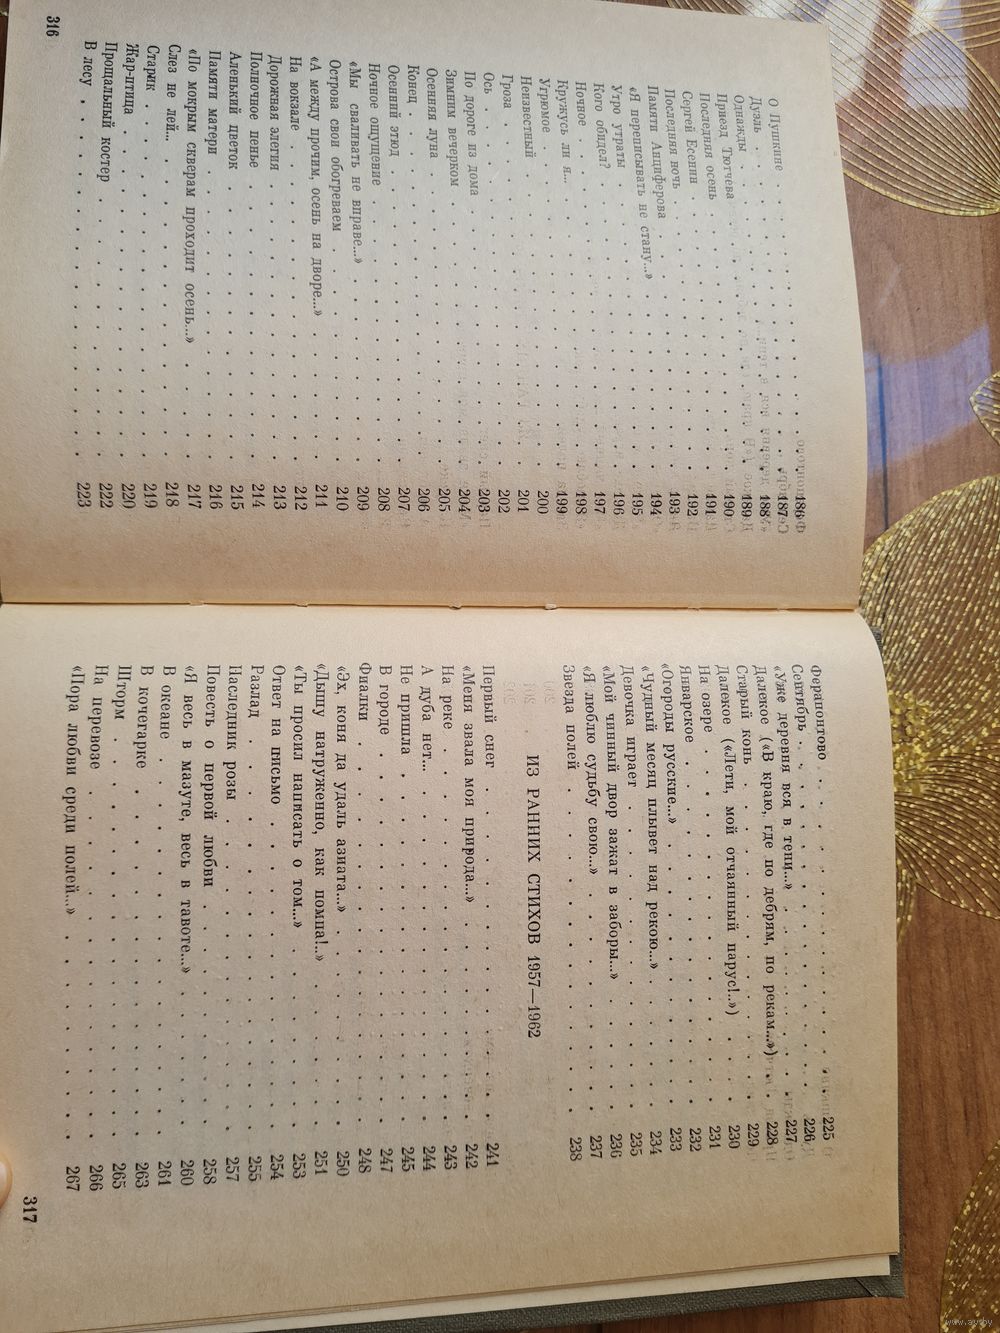 О Пушкине . . . 186
Дуэль . . . 187
Однажды . . . 188
Приезд Тютчева . . . 189
Последняя осень . . . 190
Сергей Есенин . . . 191
Последняя ночь . . . 192
Памяти Анциферова . . . 193
«Я переписывать не стану...» . . . 194
Утро утраты . . . 195
Кого обидел? . . . 196
Ночное . . . 197
Кружусь ли я... . . . 198
Угрюмое . . . 199
Неизвестный . . . 200
Гроза . . . 201
Ось . . . 202
По дороге из дома . . . 203
Зимним вечерком . . . 204
Осенняя луна . . . 205
Конец . . . 206
Осенний этюд . . . 207
Ночное ощущение . . . 208
«Мы сваливать не вправе...» . . . 209
Острова свои обогреваем . . . 210
«А между прочим, осень на дворе...» . . . 211
На вокзале . . . 212
Дорожная элегия . . . 213
Полночное пенье . . . 214
Аленький цветок . . . 215
Памяти матери . . . 216
«По мокрым скверам проходит осень...» . . . 217
Слез не лей... . . . 218
Старик . . . 219
Жар-птица . . . 220
Прощальный костер . . . 222
В лесу . . . 223
316
Ферапонтово . . . 225
Сентябрь . . . 226
«Уже деревня вся в тени...» . . . 227
Далекое («В краю, где по дебрям, по рекам...») . . . 228
Старый конь . . . 229
Далекое («Лети, мой отчаянный парус!..») . . . 230
На озере . . . 231
Январское . . . 232
«Огороды русские...» . . . 233
«Чудный месяц плывет над рекою...» . . . 234
Девочка играет . . . 235
«Мой чинный двор зажат в заборы...» . . . 236
«Я люблю судьбу свою...» . . . 237
Звезда полей . . . 238
ИЗ РАННИХ СТИХОВ 1957—1962
Первый снег . . . 241
«Меня звала моя природа...» . . . 242
На реке . . . 243
А дуба нет... . . . 244
Не пришла . . . 245
В городе . . . 247
Фиалки . . . 248
«Эх, коня да удаль азиата...» . . . 250
«Дышу натруженно, как помпа!..» . . . 251
«Ты просил написать о том...» . . . 253
Ответ на письмо . . . 254
Разлад . . . 255
Наследник розы . . . 257
Повесть о первой любви . . . 258
«Я весь в мазуте, весь в тавоте...» . . . 260
В океане . . . 261
В кочегарке . . . 263
Шторм . . . 265
На перевозе . . . 266
«Пора любви среди полей...» . . . 267
317
www.ay.by